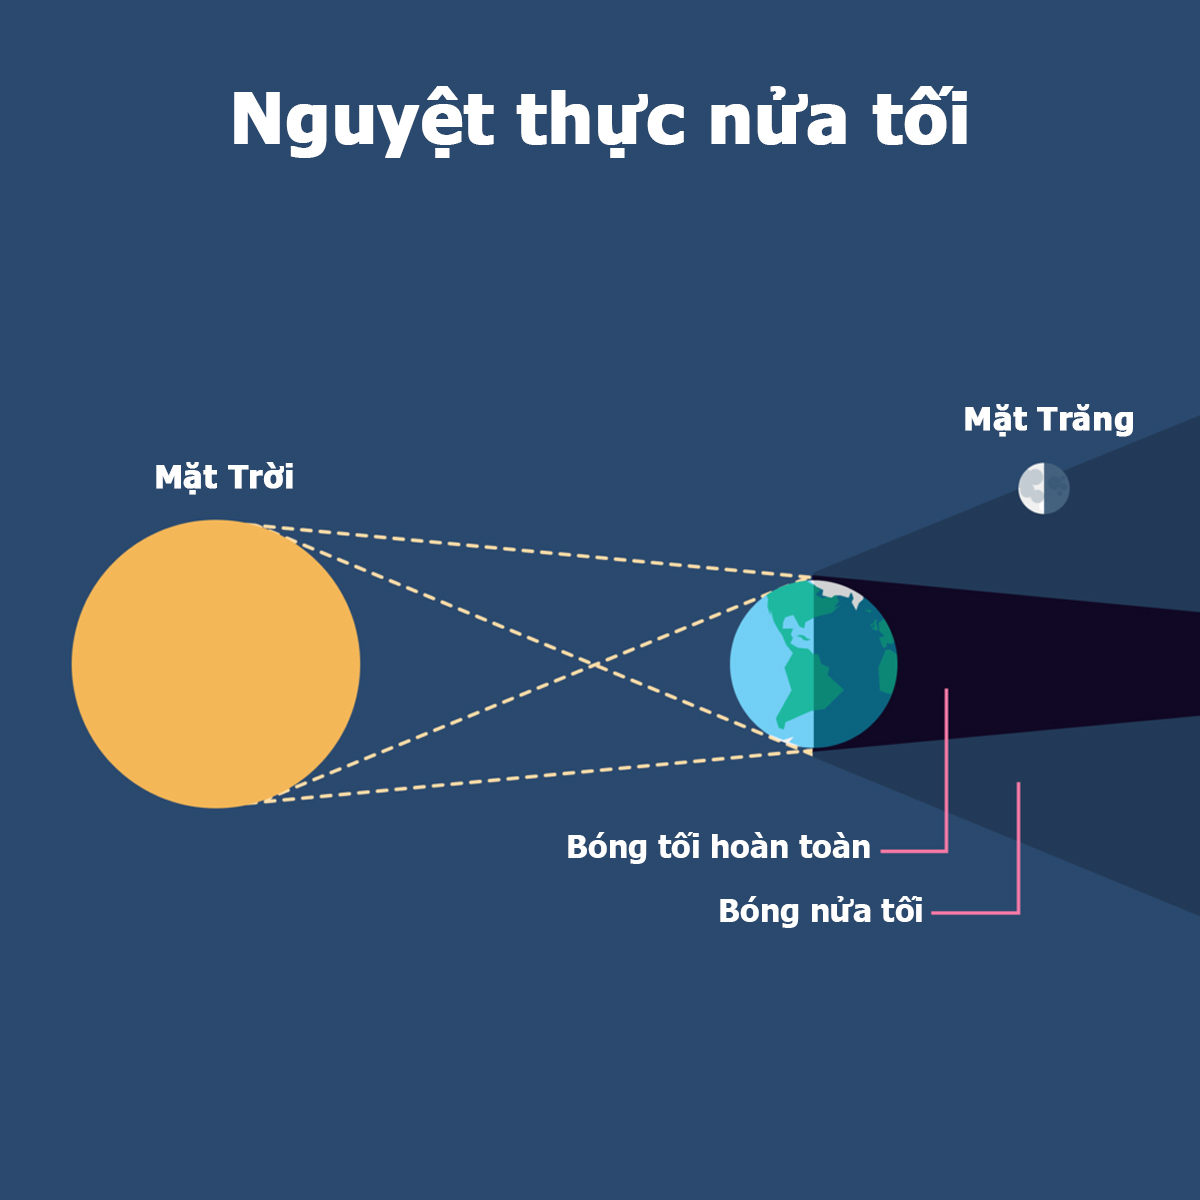 Nguyệt thực nửa tối
Mặt Trăng
Mặt Trời
Bóng tối hoàn toàn
Bóng nửa tối